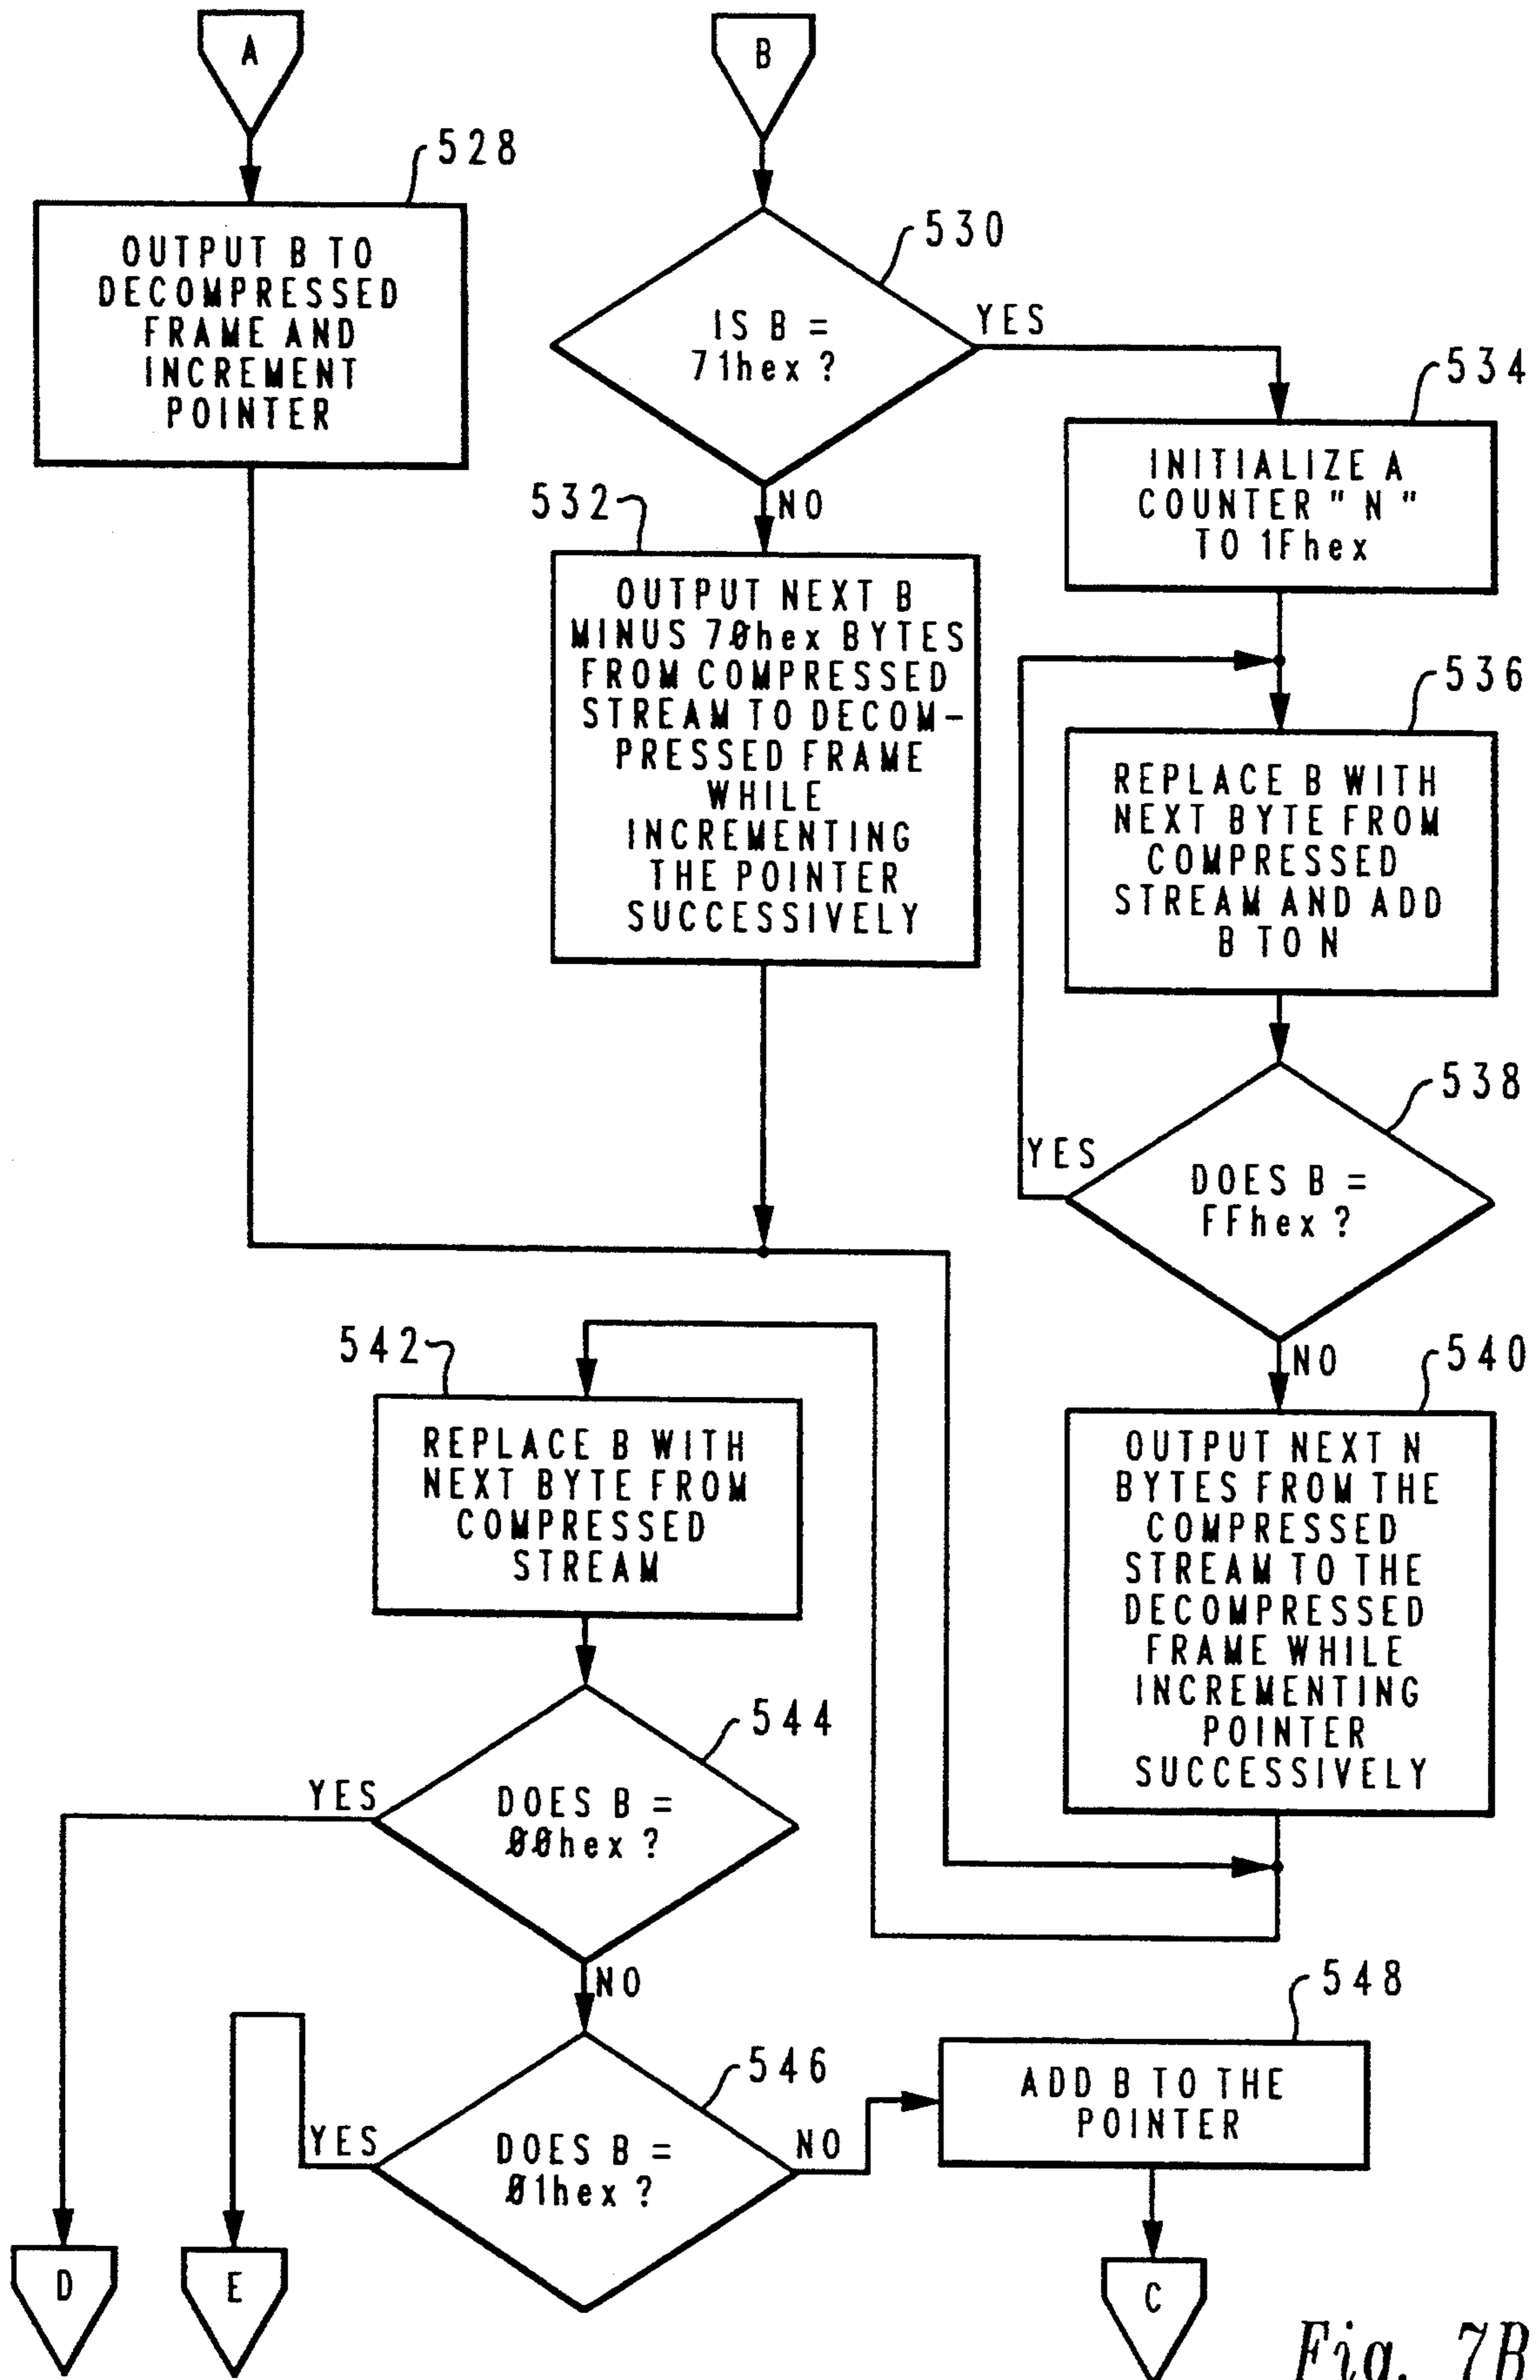 A
B
528
OUTPUT B TO
DECOMPRESSED
FRAME AND
INCREMENT
POINTER
530
IS B =
71hex ?
YES
NO
532
OUTPUT NEXT B
MINUS 70hex BYTES
FROM COMPRESSED
STREAM TO DECOM-
PRESSED FRAME
WHILE
INCREMENTING
THE POINTER
SUCCESSIVELY
534
INITIALIZE A
COUNTER "N"
TO 1Fhex
536
REPLACE B WITH
NEXT BYTE FROM
COMPRESSED
STREAM AND ADD
B TO N
538
DOES B =
FFhex ?
YES
NO
540
OUTPUT NEXT N
BYTES FROM THE
COMPRESSED
STREAM TO THE
DECOMPRESSED
FRAME WHILE
INCREMENTING
POINTER
SUCCESSIVELY
542
REPLACE B WITH
NEXT BYTE FROM
COMPRESSED
STREAM
544
DOES B =
00hex ?
YES
NO
546
DOES B =
01hex ?
YES
NO
548
ADD B TO THE
POINTER
D
E
C
Fig. 7B